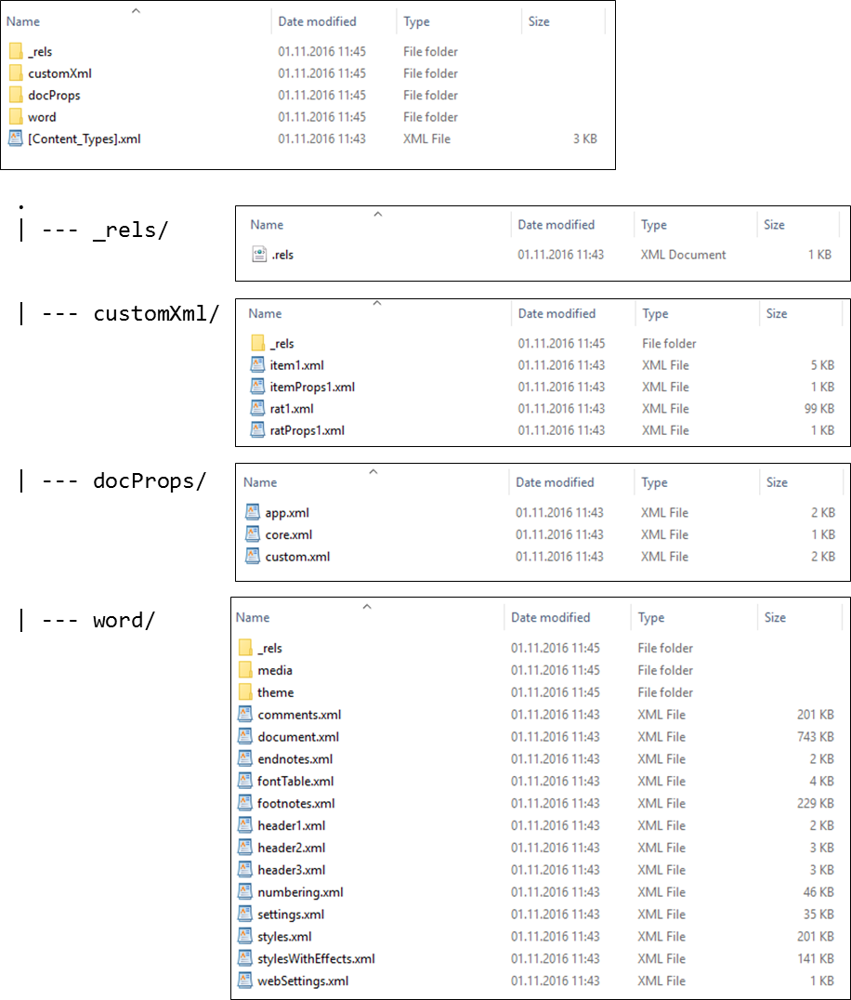 Name Date modified Type Size
_rels 01.11.2016 11:45 File folder
customXml 01.11.2016 11:45 File folder
docProps 01.11.2016 11:45 File folder
word 01.11.2016 11:45 File folder
[Content_Types].xml 01.11.2016 11:43 XML File 3 KB
.
| --- _rels/
Name Date modified Type Size
.rels 01.11.2016 11:43 XML Document 1 KB
| --- customXml/
Name Date modified Type Size
_rels 01.11.2016 11:45 File folder
item1.xml 01.11.2016 11:43 XML File 5 KB
itemProps1.xml 01.11.2016 11:43 XML File 1 KB
rat1.xml 01.11.2016 11:43 XML File 99 KB
ratProps1.xml 01.11.2016 11:43 XML File 1 KB
| --- docProps/
Name Date modified Type Size
app.xml 01.11.2016 11:43 XML File 2 KB
core.xml 01.11.2016 11:43 XML File 1 KB
custom.xml 01.11.2016 11:43 XML File 2 KB
| --- word/
Name Date modified Type Size
_rels 01.11.2016 11:45 File folder
media 01.11.2016 11:45 File folder
theme 01.11.2016 11:45 File folder
comments.xml 01.11.2016 11:43 XML File 201 KB
document.xml 01.11.2016 11:43 XML File 743 KB
endnotes.xml 01.11.2016 11:43 XML File 2 KB
fontTable.xml 01.11.2016 11:43 XML File 4 KB
footnotes.xml 01.11.2016 11:43 XML File 229 KB
header1.xml 01.11.2016 11:43 XML File 2 KB
header2.xml 01.11.2016 11:43 XML File 3 KB
header3.xml 01.11.2016 11:43 XML File 3 KB
numbering.xml 01.11.2016 11:43 XML File 46 KB
settings.xml 01.11.2016 11:43 XML File 35 KB
styles.xml 01.11.2016 11:43 XML File 201 KB
stylesWithEffects.xml 01.11.2016 11:43 XML File 141 KB
webSettings.xml 01.11.2016 11:43 XML File 1 KB